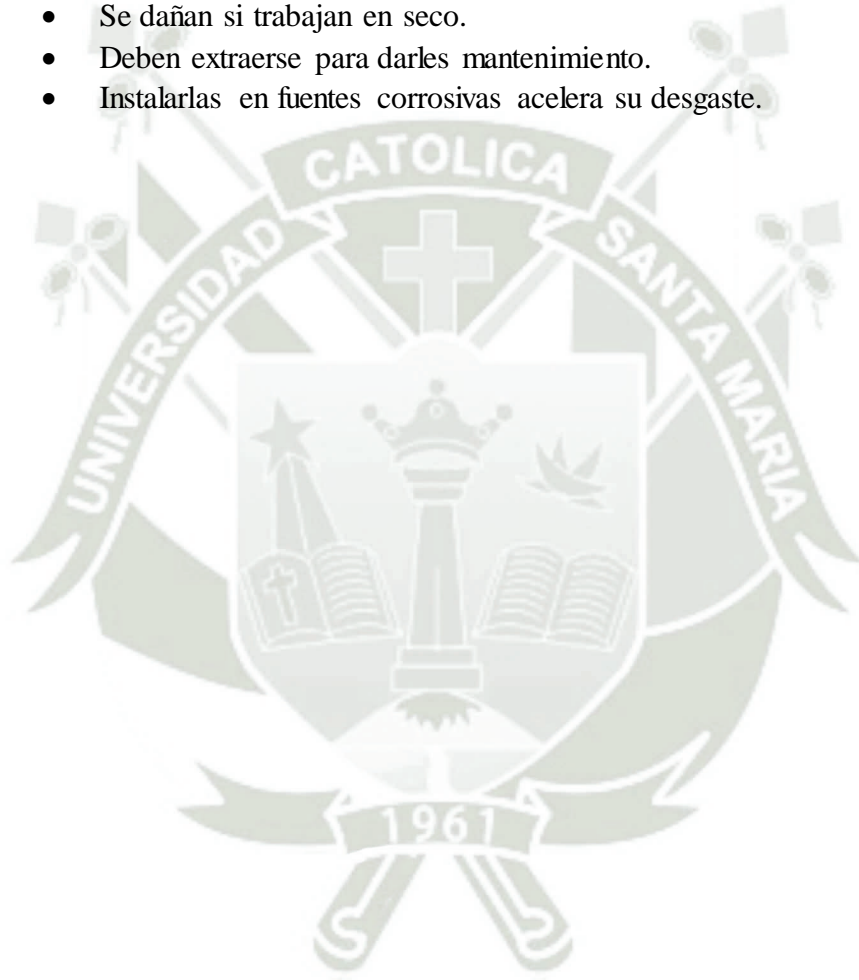 • Se dañan si trabajan en seco.
• Deben extraerse para darles mantenimiento.
• Instalarlas en fuentes corrosivas acelera su desgaste.
UNIVERSIDAD CATOLICA SANTA MARIA
1961